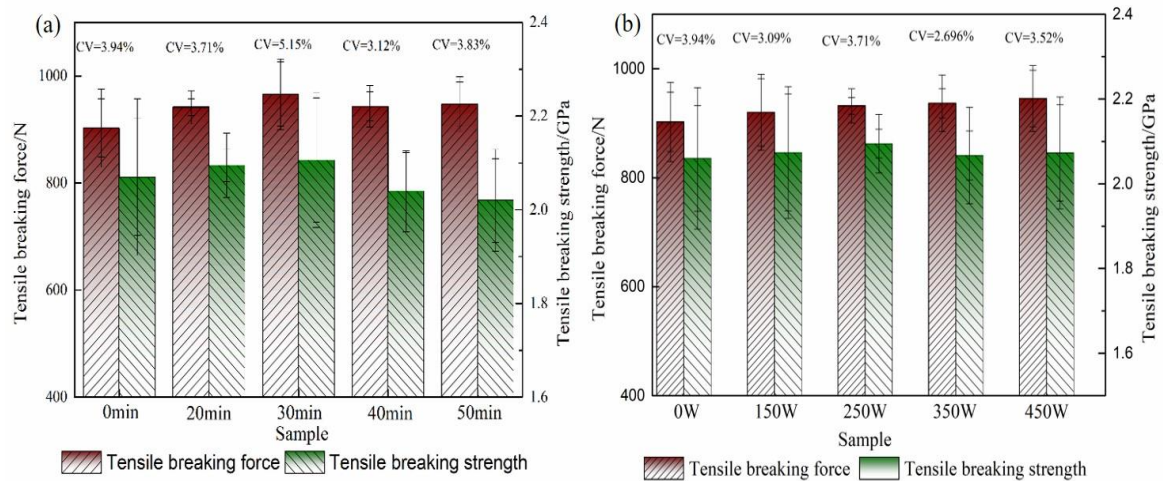 (a)
CV=3.94% CV=3.71% CV=5.15% CV=3.12% CV=3.83%
Tensile breaking force/N
1000
800
600
400
2.4
2.2
2.0
1.8
1.6
Tensile breaking strength/GPa
0min 20min 30min 40min 50min
Sample
Tensile breaking force Tensile breaking strength
(b)
CV=3.94% CV=3.09% CV=3.71% CV=2.696% CV=3.52%
Tensile breaking force/N
1000
800
600
400
2.4
2.2
2.0
1.8
1.6
Tensile breaking strength/GPa
0W 150W 250W 350W 450W
Sample
Tensile breaking force Tensile breaking strength